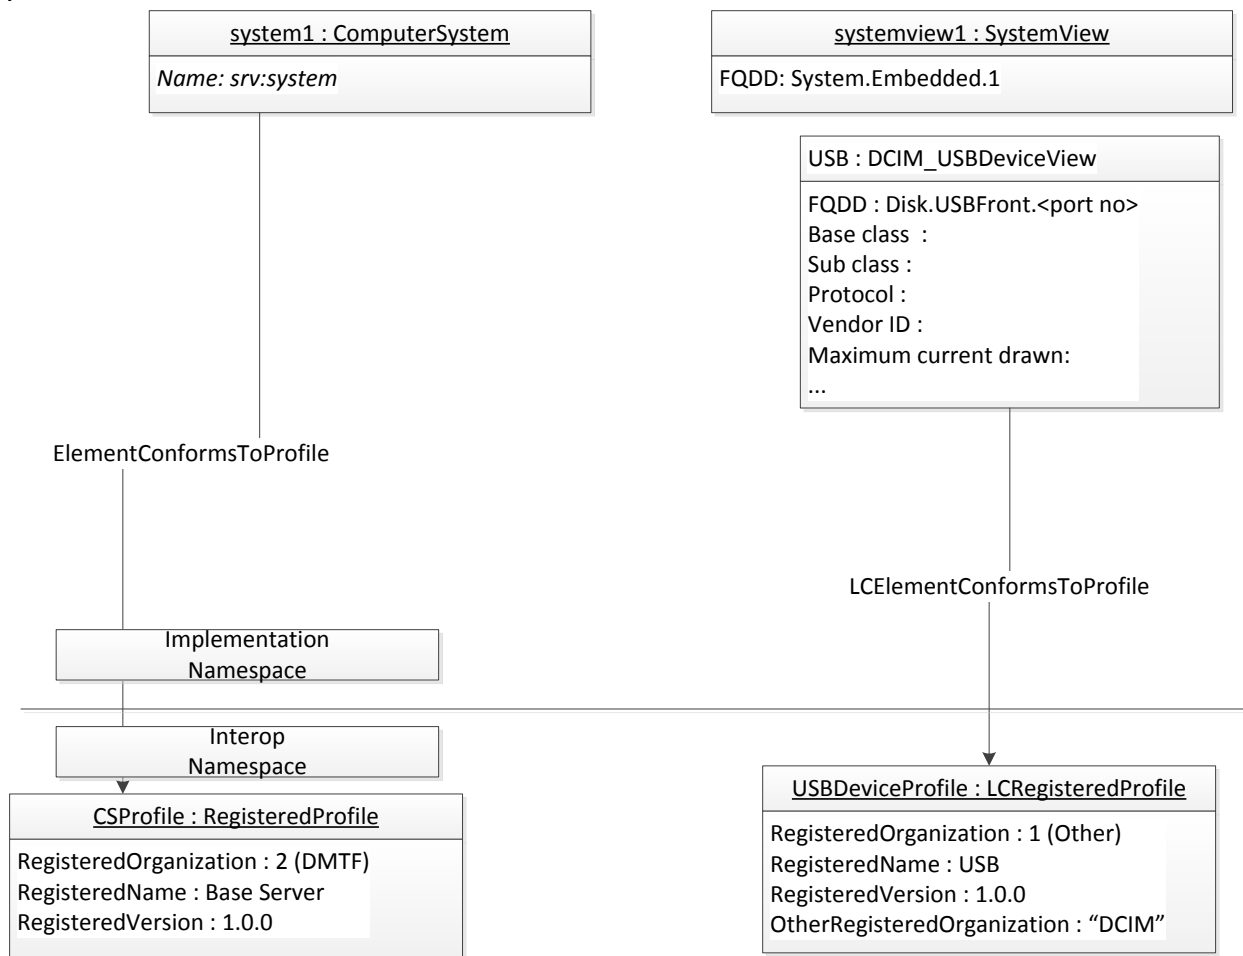 system1 : ComputerSystem
Name: srv:system
systemview1 : SystemView
FQDD: System.Embedded.1
USB : DCIM_USBDeviceView
FQDD : Disk.USBFront.<port no>
Base class  :
Sub class :
Protocol :
Vendor ID :
Maximum current drawn:
...
ElementConformsToProfile
LCElementConformsToProfile
Implementation
Namespace
Interop
Namespace
CSProfile : RegisteredProfile
RegisteredOrganization : 2 (DMTF)
RegisteredName : Base Server
RegisteredVersion : 1.0.0
USBDeviceProfile : LCRegisteredProfile
RegisteredOrganization : 1 (Other)
RegisteredName : USB
RegisteredVersion : 1.0.0
OtherRegisteredOrganization : “DCIM”